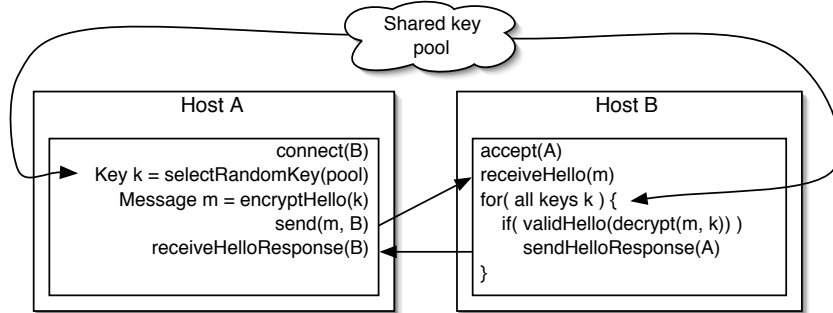 Shared key
pool
Host A
connect(B)
Key k = selectRandomKey(pool)
Message m = encryptHello(k)
send(m, B)
receiveHelloResponse(B)
Host B
accept(A)
receiveHello(m)
for( all keys k ) {
if( validHello(decrypt(m, k)) )
sendHelloResponse(A)
}